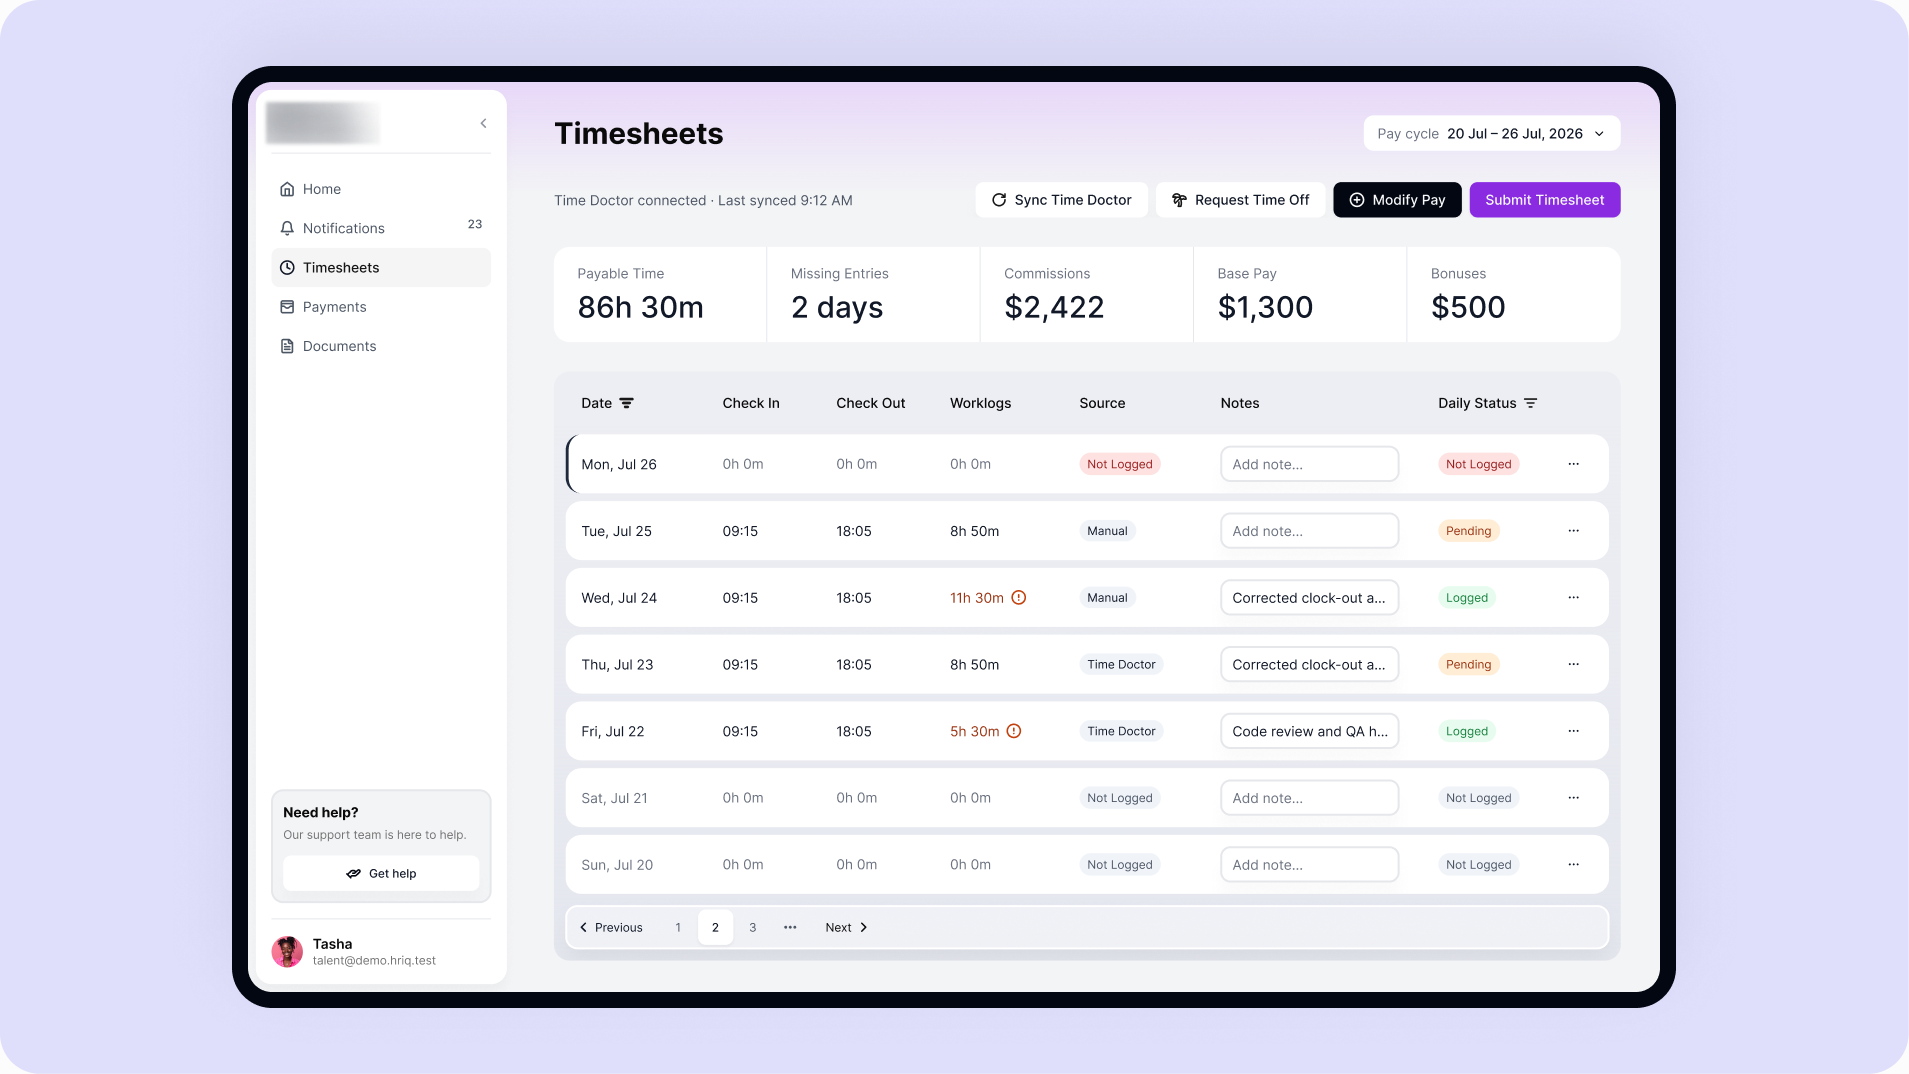 Timesheets
Pay cycle 20 Jul – 26 Jul, 2026
Home
Notifications 23
Timesheets
Payments
Documents
Time Doctor connected · Last synced 9:12 AM
Sync Time Doctor Request Time Off Modify Pay Submit Timesheet
Payable Time Missing Entries Commissions Base Pay Bonuses
86h 30m 2 days $2,422 $1,300 $500
Date Check In Check Out Worklogs Source Notes Daily Status
Mon, Jul 26 0h 0m 0h 0m 0h 0m Not Logged Add note... Not Logged ...
Tue, Jul 25 09:15 18:05 8h 50m Manual Add note... Pending ...
Wed, Jul 24 09:15 18:05 11h 30m Manual Corrected clock-out a... Logged ...
Thu, Jul 23 09:15 18:05 8h 50m Time Doctor Corrected clock-out a... Pending ...
Fri, Jul 22 09:15 18:05 5h 30m Time Doctor Code review and QA h... Logged ...
Sat, Jul 21 0h 0m 0h 0m 0h 0m Not Logged Add note... Not Logged ...
Sun, Jul 20 0h 0m 0h 0m 0h 0m Not Logged Add note... Not Logged ...
Previous 1 2 3 ... Next
Need help?
Our support team is here to help.
Get help
Tasha
talent@demo.hriq.test